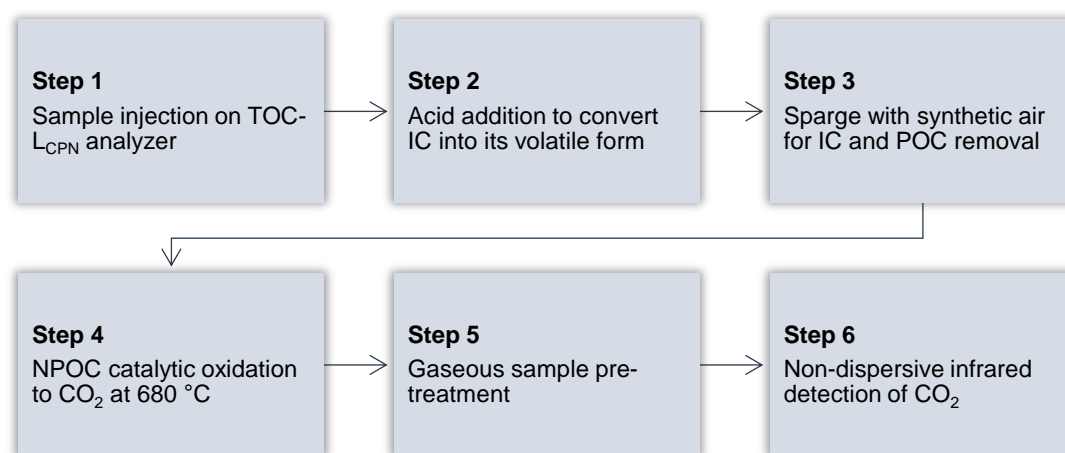 Step 1
Sample injection on TOC-
L_CPN analyzer
Step 2
Acid addition to convert
IC into its volatile form
Step 3
Sparge with synthetic air
for IC and POC removal
Step 4
NPOC catalytic oxidation
to CO₂ at 680 °C
Step 5
Gaseous sample pre-
treatment
Step 6
Non-dispersive infrared
detection of CO₂